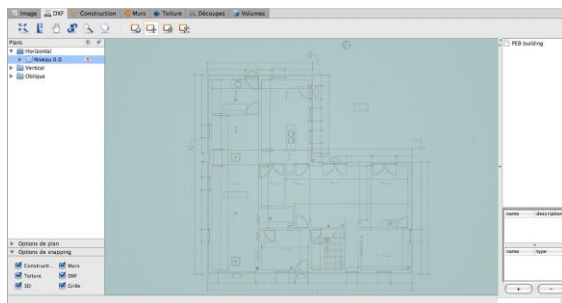 Image DXF Construction Murs Toiture Découpes Volumes
Plans
Horizontal
Niveau 0.0
Vertical
Oblique
PEB building
Options de plan
Options de snapping
Construct... Murs
Toiture DXF
3D Grille
name description
name type